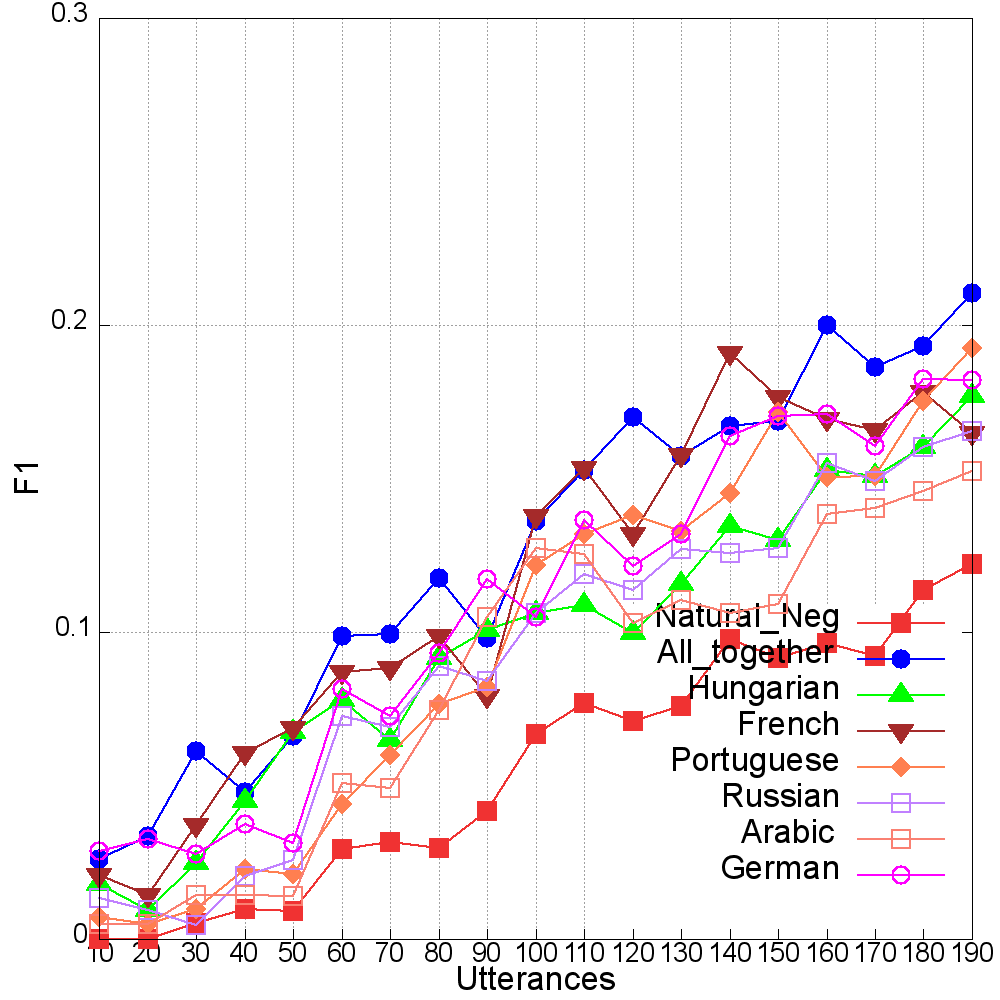 0.3
0.2
0.1
0
F1
Natural_Neg
All_together
Hungarian
French
Portuguese
Russian
Arabic
German
10 20 30 40 50 60 70 80 90 100 110 120 130 140 150 160 170 180 190
Utterances